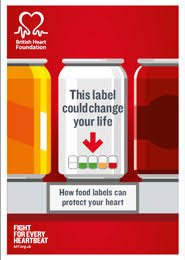 British Heart
Foundation
This label
could change
your life
How food labels can
protect your heart
FIGHT
FOR EVERY
HEARTBEAT
bhf.org.uk